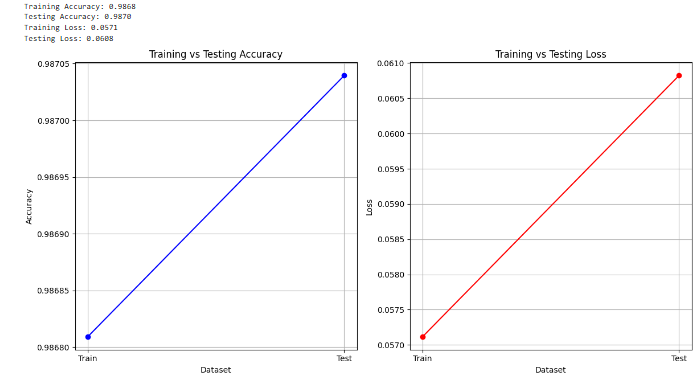 Training Accuracy: 0.9868
Testing Accuracy: 0.9870
Training Loss: 0.0571
Testing Loss: 0.0608
Training vs Testing Accuracy
0.98705
0.98700
0.98695
0.98690
0.98685
0.98680
Accuracy
Train
Test
Dataset
Training vs Testing Loss
0.0610
0.0605
0.0600
0.0595
0.0590
0.0585
0.0580
0.0575
0.0570
Loss
Train
Test
Dataset